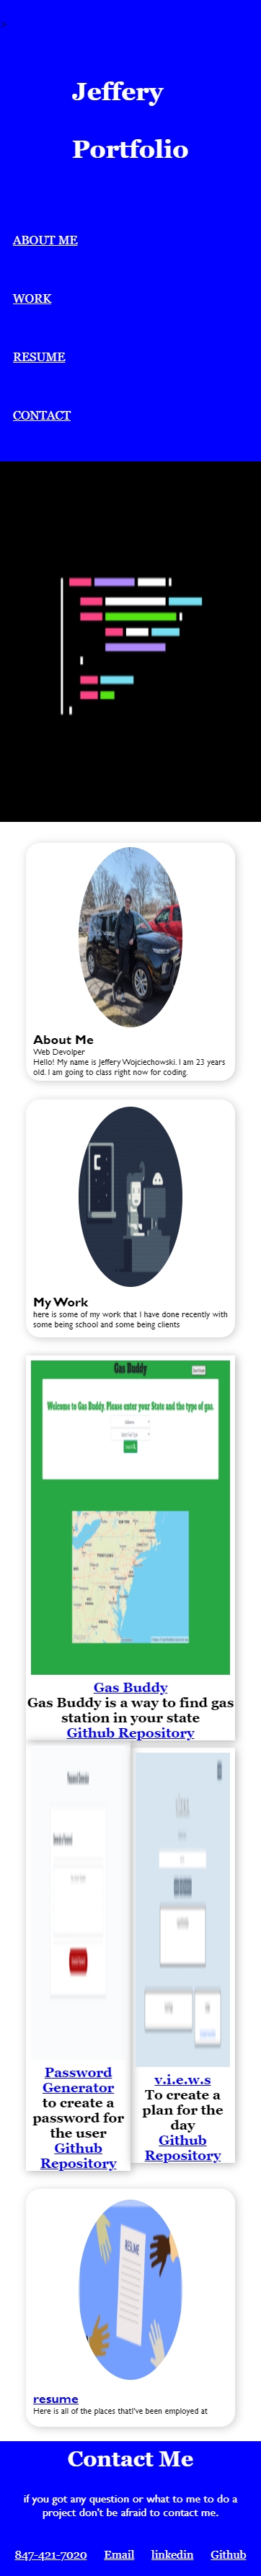 Jeffery
Portfolio
ABOUT ME
WORK
RESUME
CONTACT
About Me
Web Devolper
Hello! My name is Jeffery Wojciechowski. I am 23 years
old. I am going to class right now for coding.
My Work
here is some of my work that I have done recently with
some being school and some being clients
Gas Buddy
Welcome to Gas Buddy. Please enter your State and the type of gas.
Gas Buddy
Gas Buddy is a way to find gas
station in your state
Github Repository
Password Generator
Password
Generator
to create a
password for
the user
Github
Repository
v.i.e.w.s
To create a
plan for the
day
Github
Repository
RESUME
resume
Here is all of the places that I've been employed at
Contact Me
if you got any question or what to me to do a
project don't be afraid to contact me.
847-421-7020 Email linkedin Github